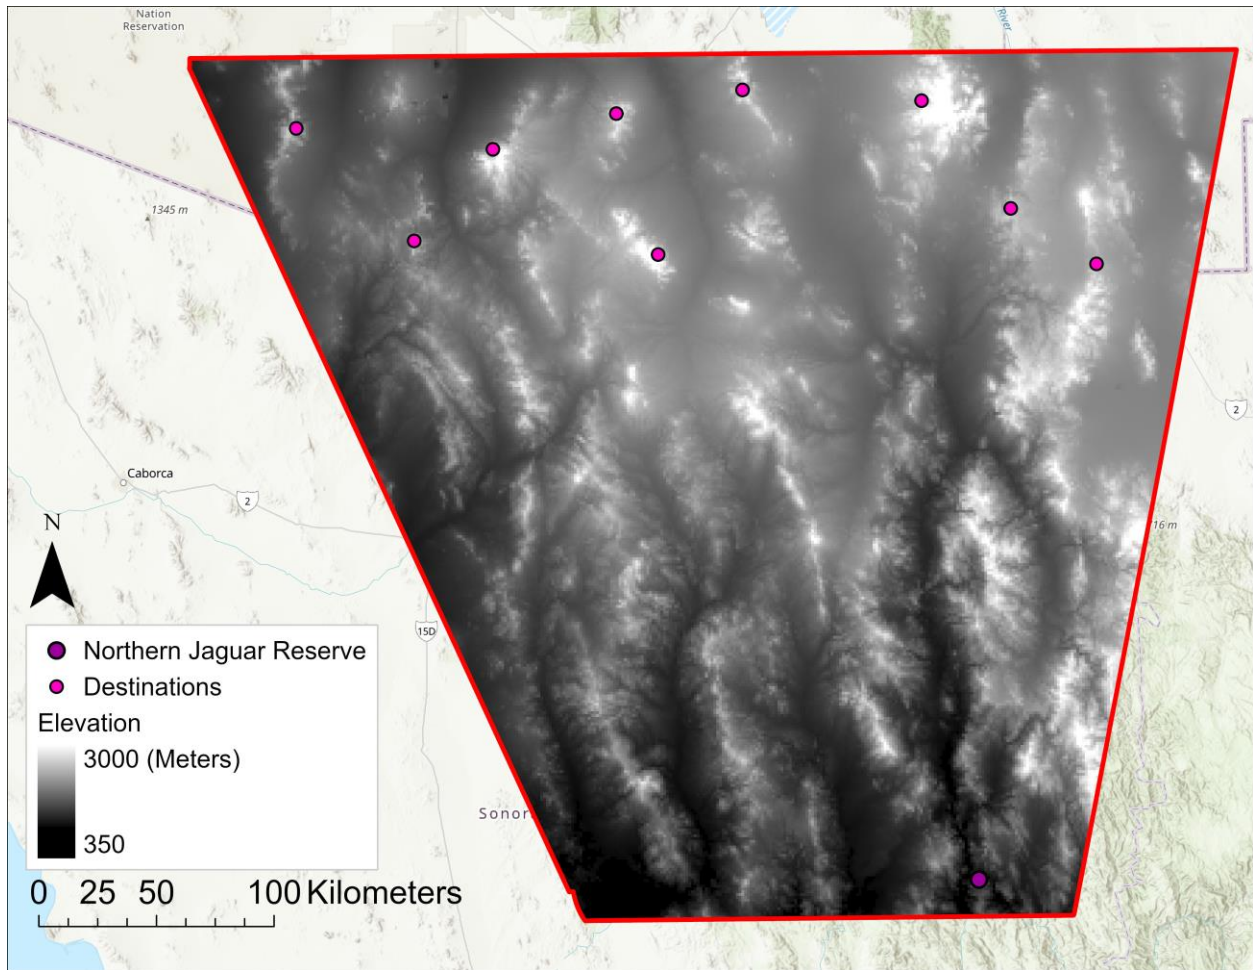 Nation
Reservation
River
1345 m
2
Caborca
2
N
16 m
15D
Northern Jaguar Reserve
Destinations
Elevation
3000 (Meters)
350
Sonor
0 25 50 100 Kilometers